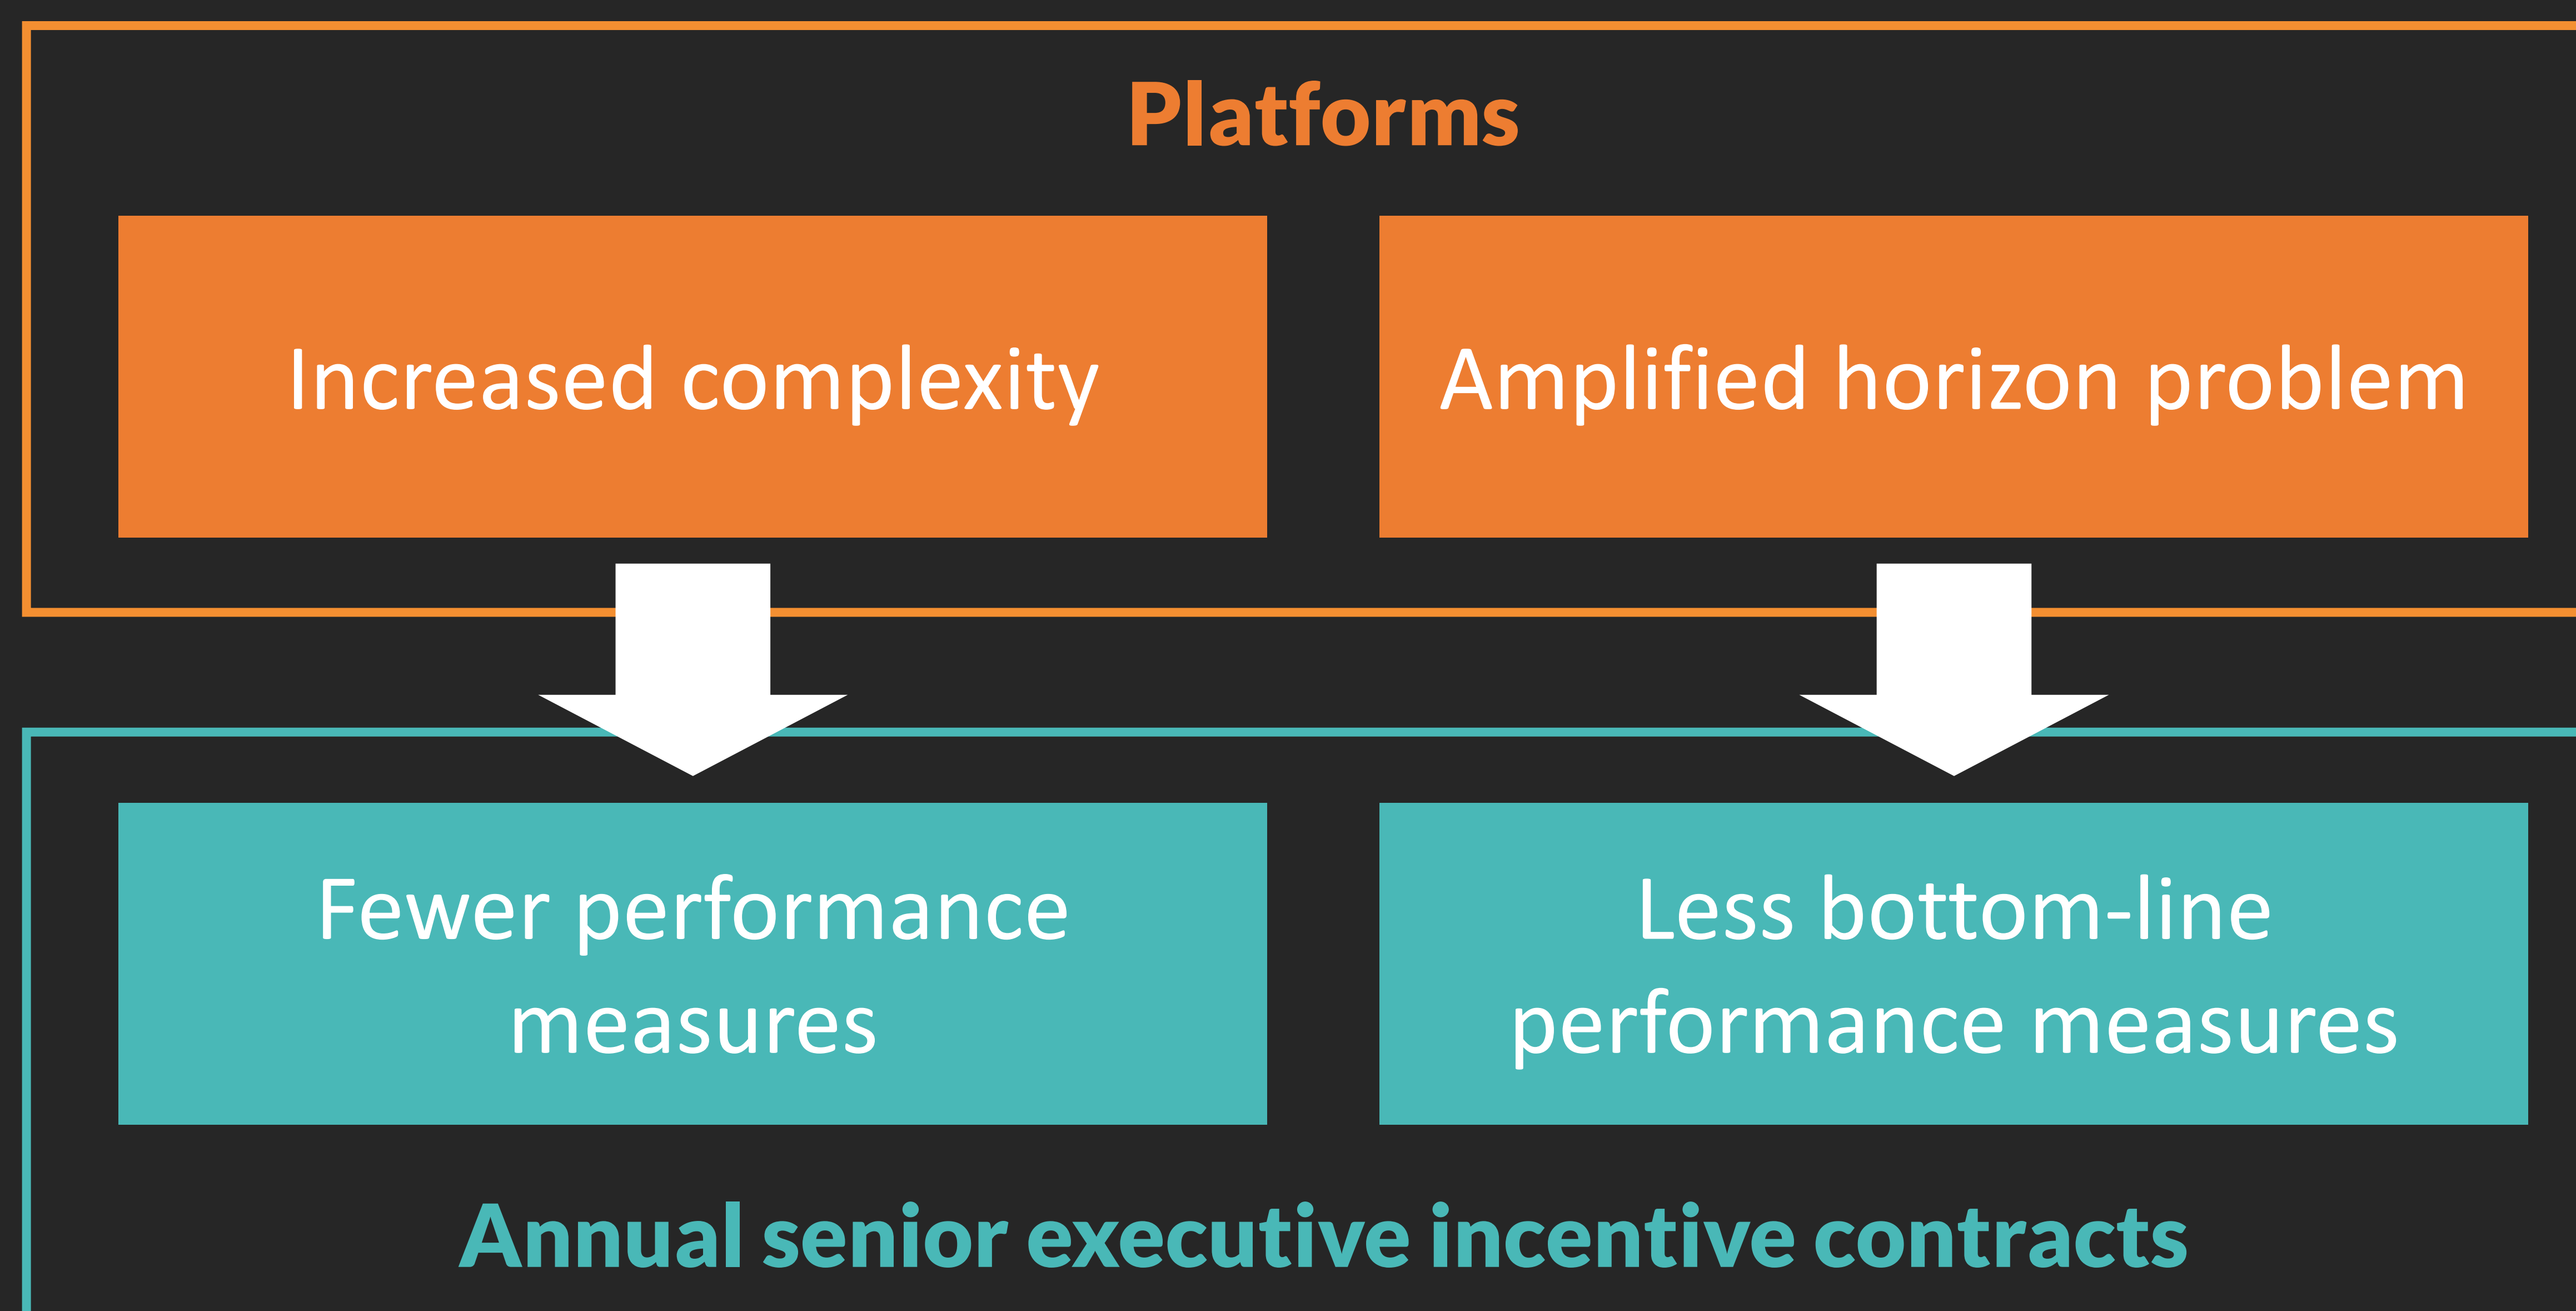 Platforms
Increased complexity
Amplified horizon problem
Fewer performance
measures
Less bottom-line
performance measures
Annual senior executive incentive contracts